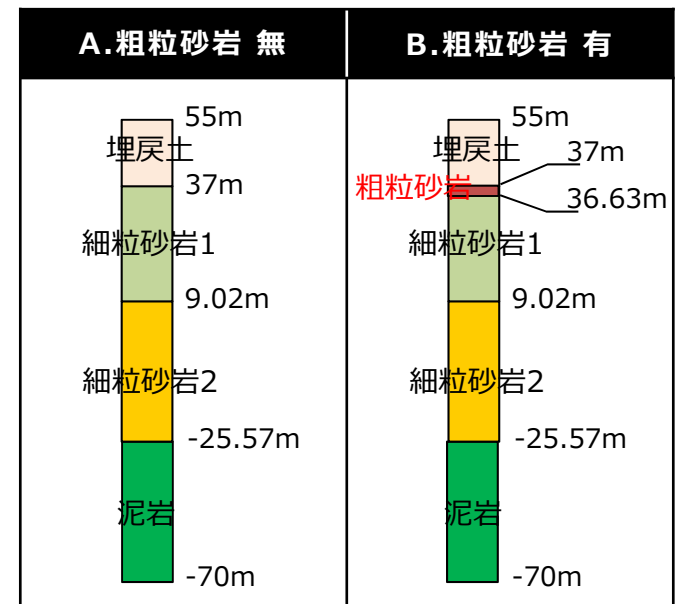 A.粗粒砂岩 無
B.粗粒砂岩 有
55m
埋戻土
37m
細粒砂岩1
9.02m
細粒砂岩2
-25.57m
泥岩
-70m
55m
埋戻土
37m
粗粒砂岩
36.63m
細粒砂岩1
9.02m
細粒砂岩2
-25.57m
泥岩
-70m